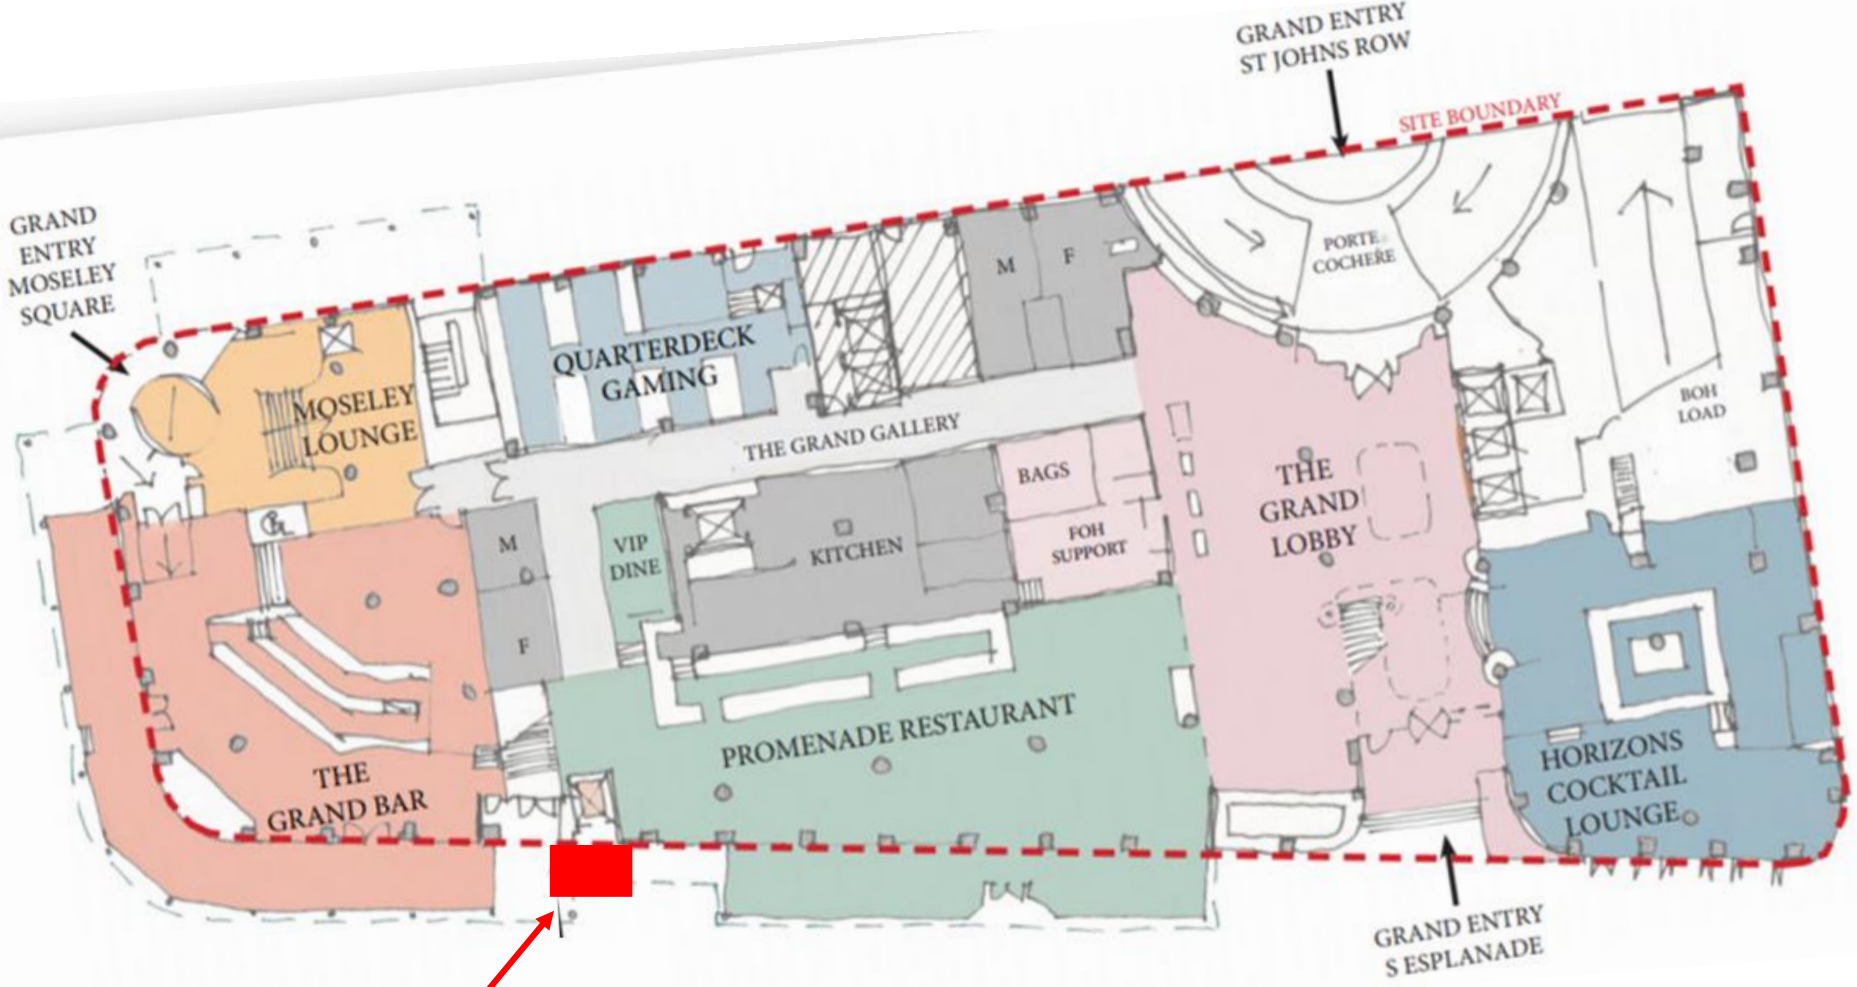 GRAND ENTRY
ST JOHNS ROW
SITE BOUNDARY
GRAND
ENTRY
MOSELEY
SQUARE
PORTE
COCHERE
M
F
QUARTERDECK
GAMING
MOSELEY
LOUNGE
BOH
LOAD
THE GRAND GALLERY
BAGS
THE
GRAND
LOBBY
M
VIP
DINE
KITCHEN
FOH
SUPPORT
F
PROMENADE RESTAURANT
HORIZONS
COCKTAIL
LOUNGE
THE
GRAND BAR
GRAND ENTRY
S ESPLANADE